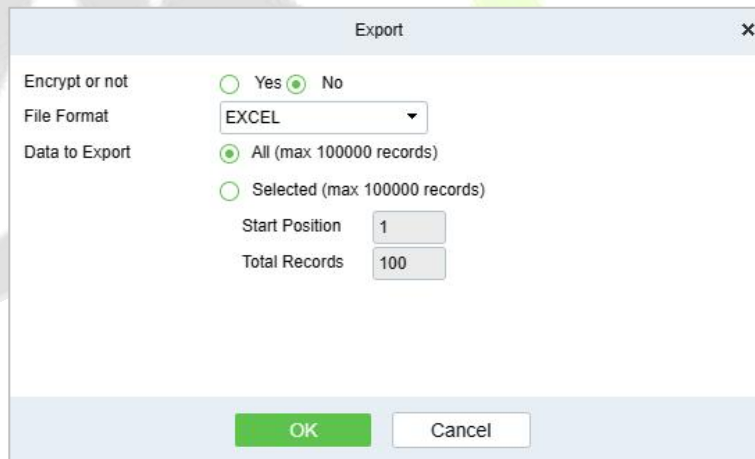 Export
Encrypt or not Yes No
File Format EXCEL
Data to Export All (max 100000 records)
Selected (max 100000 records)
Start Position 1
Total Records 100
OK Cancel